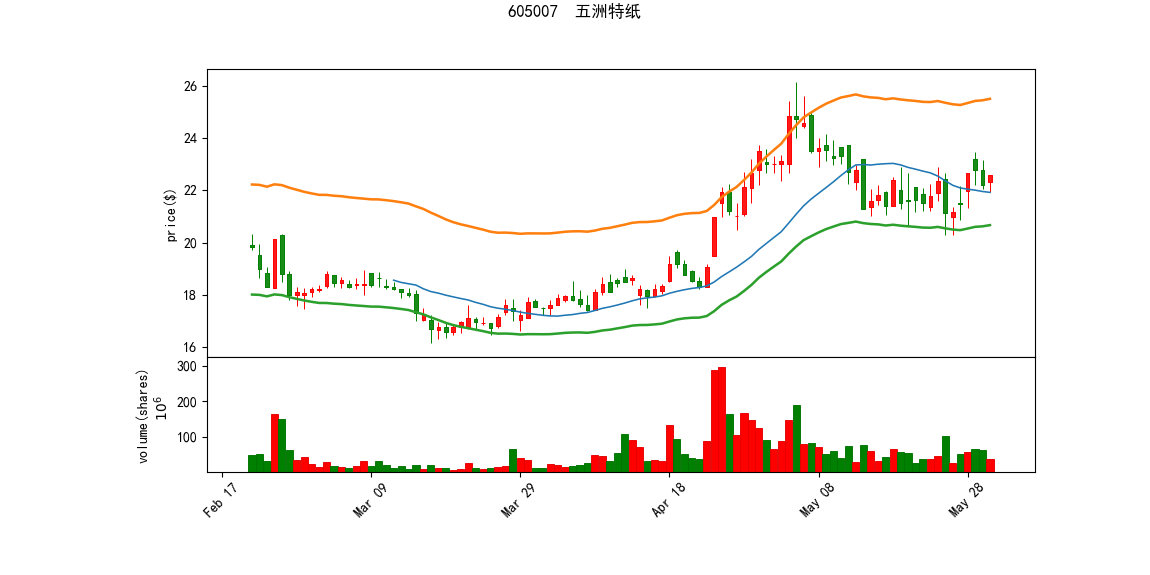 605007 五洲特纸
price($)
26
24
22
20
18
16
volume(shares)
10^6
300
200
100
Feb 17
Mar 09
Mar 29
Apr 18
May 08
May 28